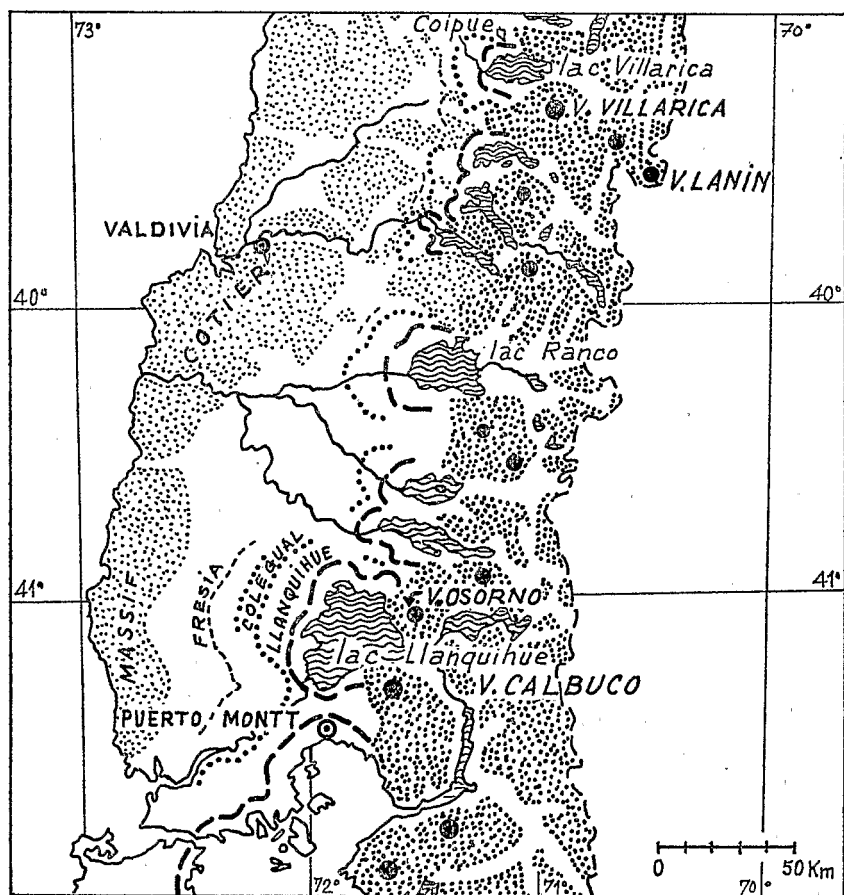 73°
70°
Coipue
lac Villarica
V. VILLARICA
V. LANIN
VALDIVIA
COTIER
40°
40°
lac Ranco
41°
41°
MASSIF
FRESIA
COLEGUAL
LLANQUIHUE
V. OSORNO
lac Llanquihue
V. CALBUCO
PUERTO MONTT
0
50 Km
72°
71
70°